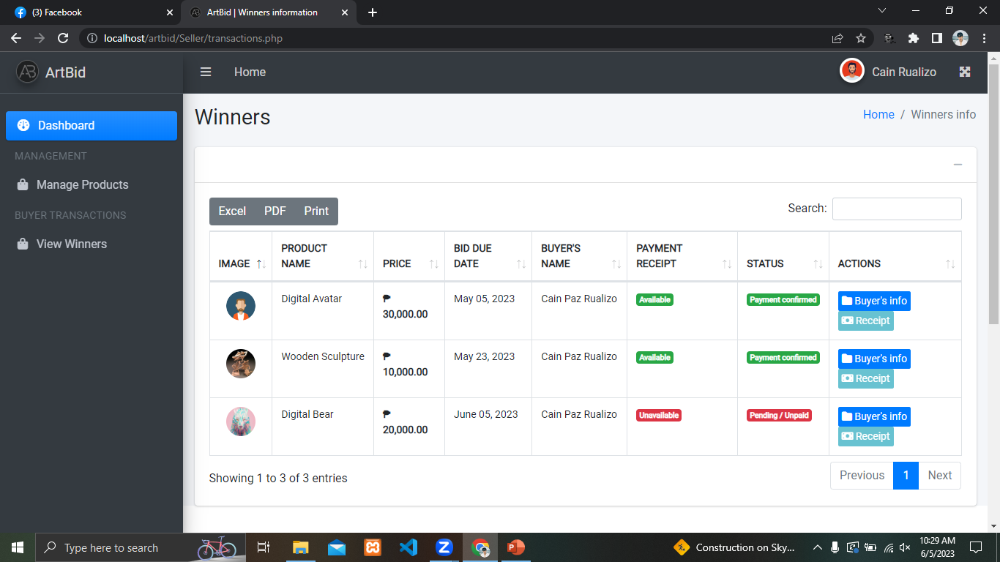 (3) Facebook
ArtBid | Winners information
localhost/artbid/Seller/transactions.php
AB ArtBid
Home
Cain Rualizo
Dashboard
MANAGEMENT
Manage Products
BUYER TRANSACTIONS
View Winners
Winners
Home / Winners info
Excel PDF Print
Search:
IMAGE PRODUCT NAME PRICE BID DUE DATE BUYER'S NAME PAYMENT RECEIPT STATUS ACTIONS
Digital Avatar ₱ 30,000.00 May 05, 2023 Cain Paz Rualizo Available Payment confirmed Buyer's info
Receipt
Wooden Sculpture ₱ 10,000.00 May 23, 2023 Cain Paz Rualizo Available Payment confirmed Buyer's info
Receipt
Digital Bear ₱ 20,000.00 June 05, 2023 Cain Paz Rualizo Unavailable Pending / Unpaid Buyer's info
Receipt
Showing 1 to 3 of 3 entries
Previous 1 Next
Type here to search
Construction on Sky...
10:29 AM
6/5/2023